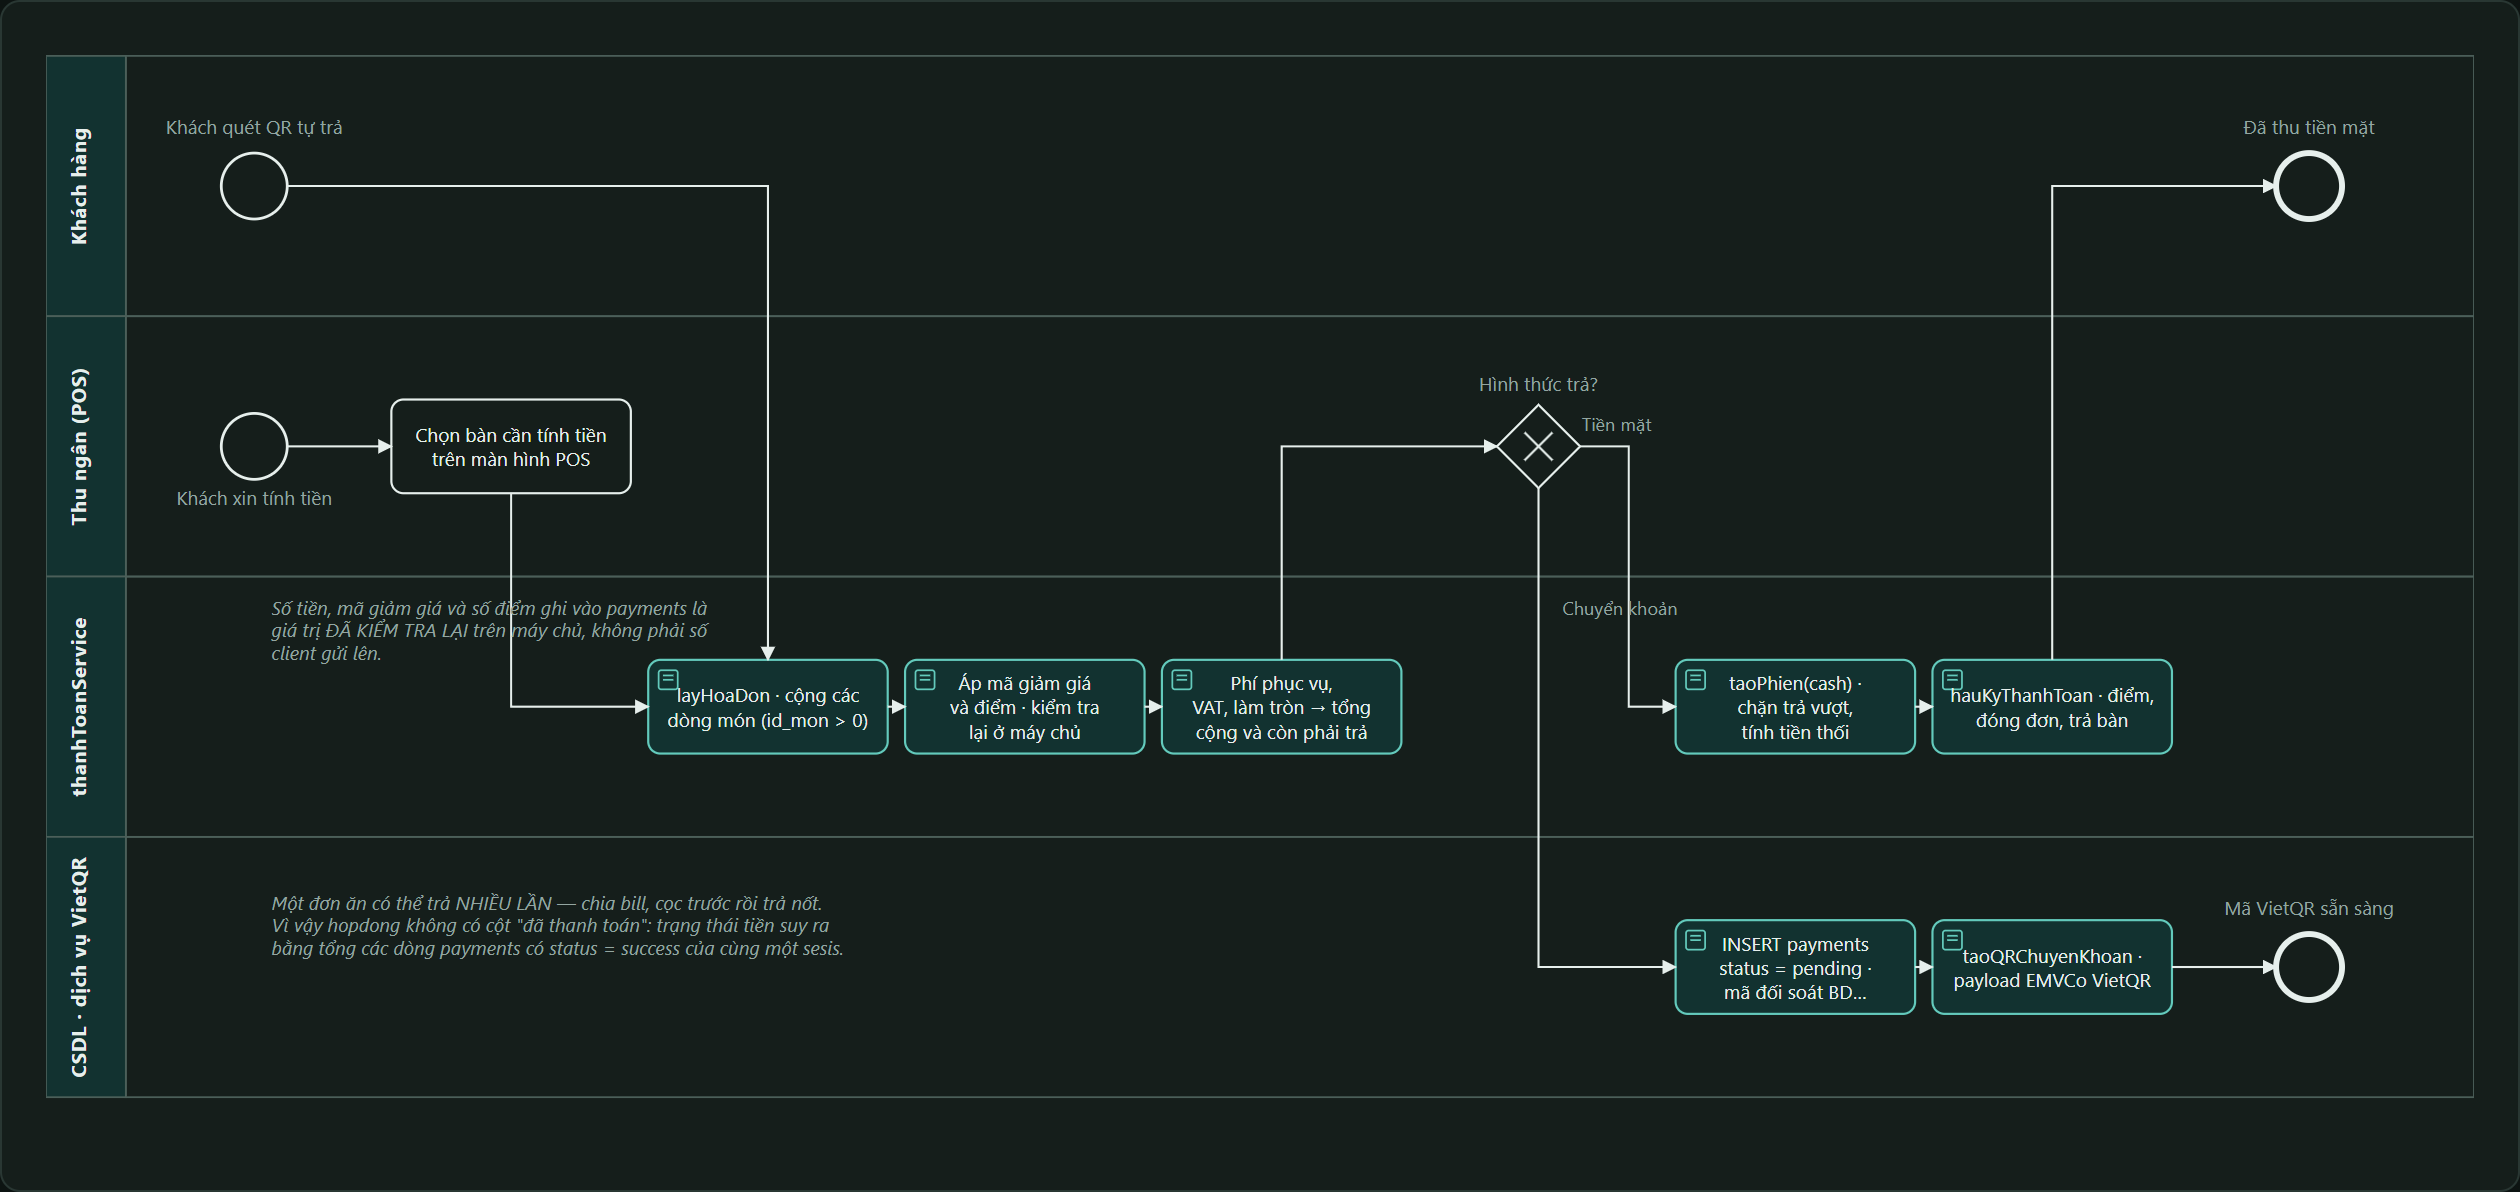 Khách hàng
Khách quét QR tự trả
Đã thu tiền mặt
Thu ngân (POS)
Khách xin tính tiền
Chọn bàn cần tính tiền
trên màn hình POS
Hình thức trả?
Tiền mặt
thanhToanService
Số tiền, mã giảm giá và số điểm ghi vào payments là
giá trị ĐÃ KIỂM TRA LẠI trên máy chủ, không phải số
client gửi lên.
Chuyển khoản
layHoaDon · cộng các
dòng món (id_mon > 0)
Áp mã giảm giá
và điểm · kiểm tra
lại ở máy chủ
Phí phục vụ,
VAT, làm tròn → tổng
cộng và còn phải trả
taoPhien(cash) ·
chặn trả vượt,
tính tiền thối
hauKyThanhToan · điểm,
đóng đơn, trả bàn
CSDL · dịch vụ VietQR
Một đơn ăn có thể trả NHIỀU LẦN — chia bill, cọc trước rồi trả nốt.
Vì vậy hopdong không có cột "đã thanh toán": trạng thái tiền suy ra
bằng tổng các dòng payments có status = success của cùng một sesis.
INSERT payments
status = pending ·
mã đối soát BD...
taoQRChuyenKhoan ·
payload EMVCo VietQR
Mã VietQR sẵn sàng